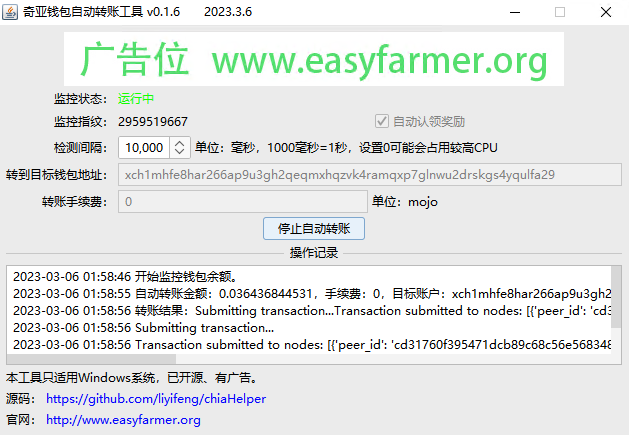 奇亚钱包自动转账工具 v0.1.6 2023.3.6
广告位 www.easyfarmer.org
监控状态： 运行中
监控指纹： 2959519667 自动认领奖励
检测间隔： 10,000 单位：毫秒，1000毫秒=1秒，设置0可能会占用较高CPU
转到目标钱包地址： xch1mhfe8har266ap9u3gh2qeqmxhqzvk4ramqxp7glnwu2drskgs4yqulfa29
转账手续费： 0 单位：mojo
停止自动转账
操作记录
2023-03-06 01:58:46 开始监控钱包余额。
2023-03-06 01:58:55 自动转账金额：0.036436844531，手续费：0，目标账户：xch1mhfe8har266ap9u3gh2
2023-03-06 01:58:56 转账结果：Submitting transaction...Transaction submitted to nodes: [{'peer_id': 'cd3
2023-03-06 01:58:56 Submitting transaction...
2023-03-06 01:58:56 Transaction submitted to nodes: [{'peer_id': 'cd31760f395471dcb89c68c56e568348
本工具只适用Windows系统，已开源、有广告。
源码： https://github.com/liyifeng/chiaHelper
官网： http://www.easyfarmer.org